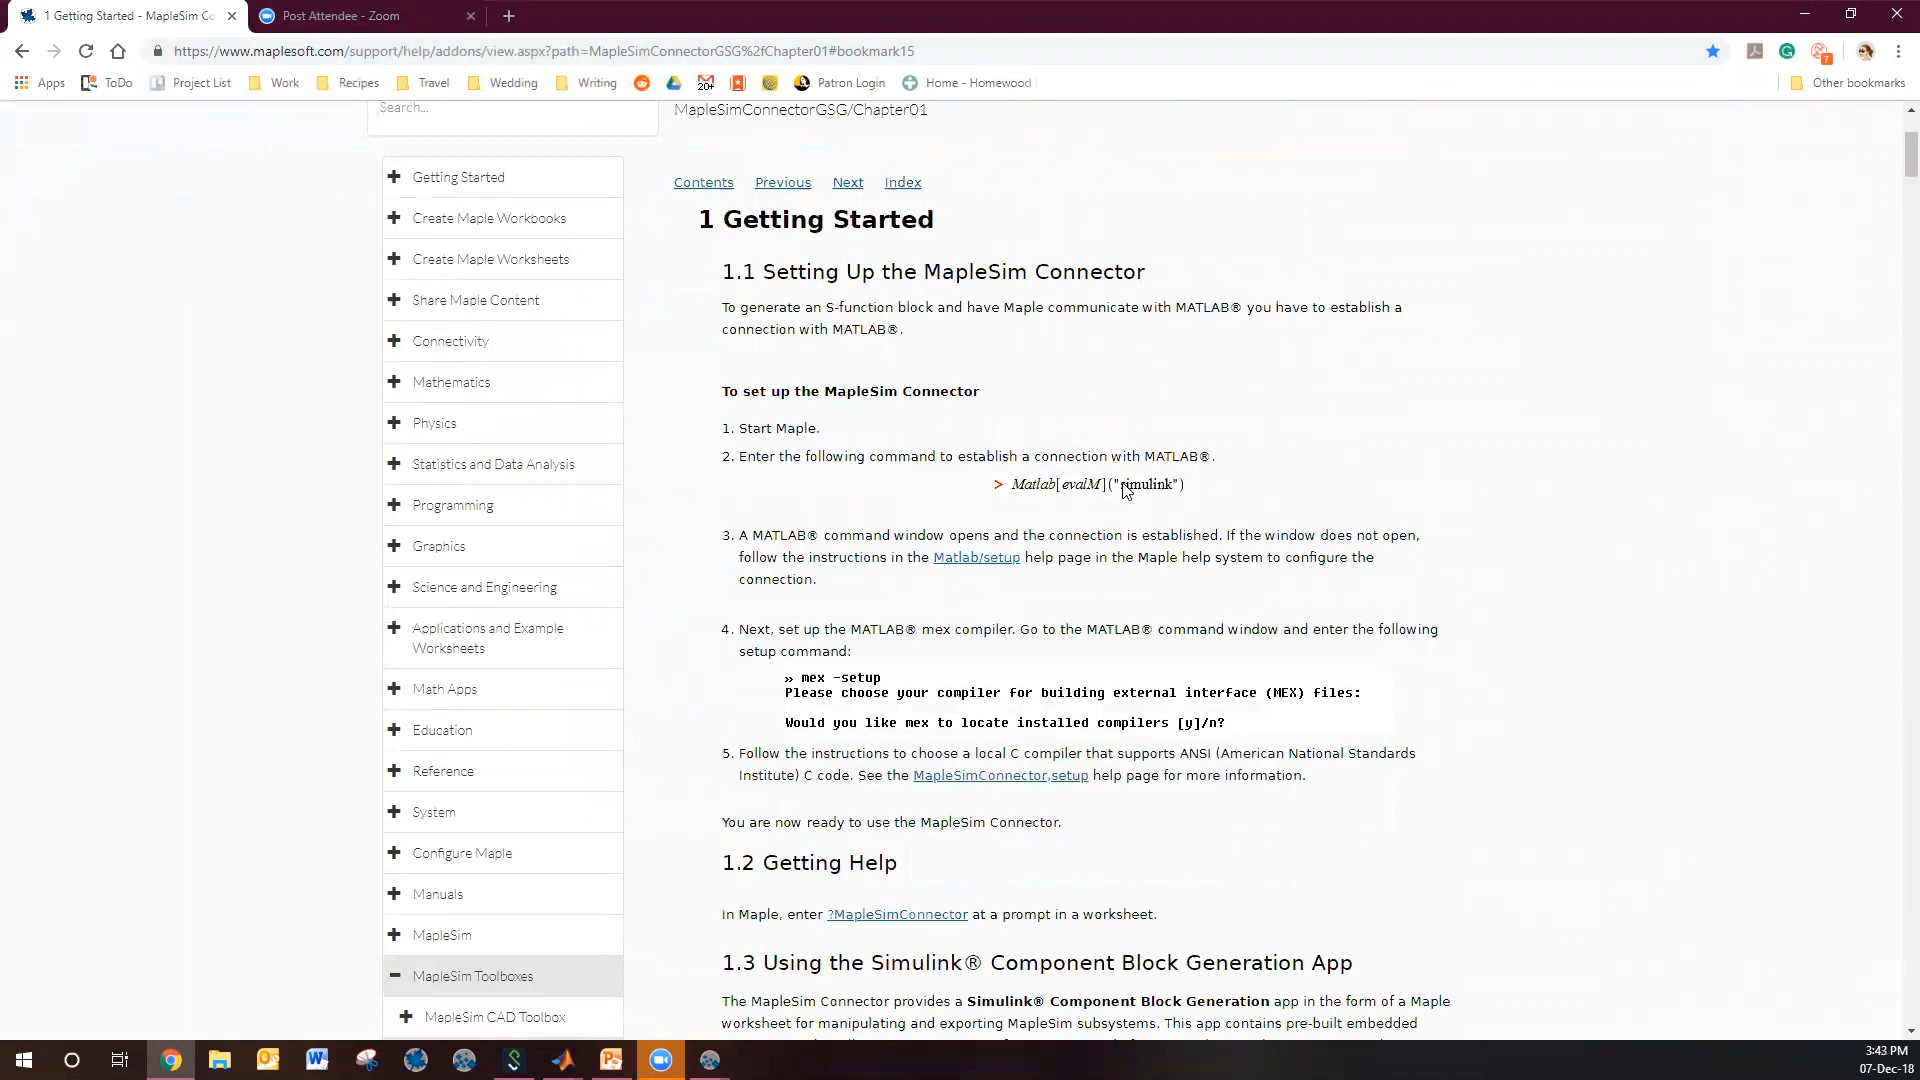 1 Getting Started - MapleSim Co
Post Attendee - Zoom
https://www.maplesoft.com/support/help/addons/view.aspx?path=MapleSimConnectorGSG%2fChapter01#bookmark15
7
Apps
ToDo
Project List
Work
Recipes
Travel
Wedding
Writing
20+
Patron Login
Home - Homewood
Other bookmarks
Search...
MapleSimConnectorGSG/Chapter01
Getting Started
Create Maple Workbooks
Create Maple Worksheets
Share Maple Content
Connectivity
Mathematics
Physics
Statistics and Data Analysis
Programming
Graphics
Science and Engineering
Applications and Example
Worksheets
Math Apps
Education
Reference
System
Configure Maple
Manuals
MapleSim
MapleSim Toolboxes
MapleSim CAD Toolbox
Contents Previous Next Index
1 Getting Started
1.1 Setting Up the MapleSim Connector
To generate an S-function block and have Maple communicate with MATLAB® you have to establish a
connection with MATLAB®.
To set up the MapleSim Connector
1. Start Maple.
2. Enter the following command to establish a connection with MATLAB®.
> Matlab[evalM]("simulink")
3. A MATLAB® command window opens and the connection is established. If the window does not open,
follow the instructions in the Matlab/setup help page in the Maple help system to configure the
connection.
4. Next, set up the MATLAB® mex compiler. Go to the MATLAB® command window and enter the following
setup command:
» mex -setup
Please choose your compiler for building external interface (MEX) files:
Would you like mex to locate installed compilers [y]/n?
5. Follow the instructions to choose a local C compiler that supports ANSI (American National Standards
Institute) C code. See the MapleSimConnector,setup help page for more information.
You are now ready to use the MapleSim Connector.
1.2 Getting Help
In Maple, enter ?MapleSimConnector at a prompt in a worksheet.
1.3 Using the Simulink® Component Block Generation App
The MapleSim Connector provides a Simulink® Component Block Generation app in the form of a Maple
worksheet for manipulating and exporting MapleSim subsystems. This app contains pre-built embedded
3:43 PM
07-Dec-18